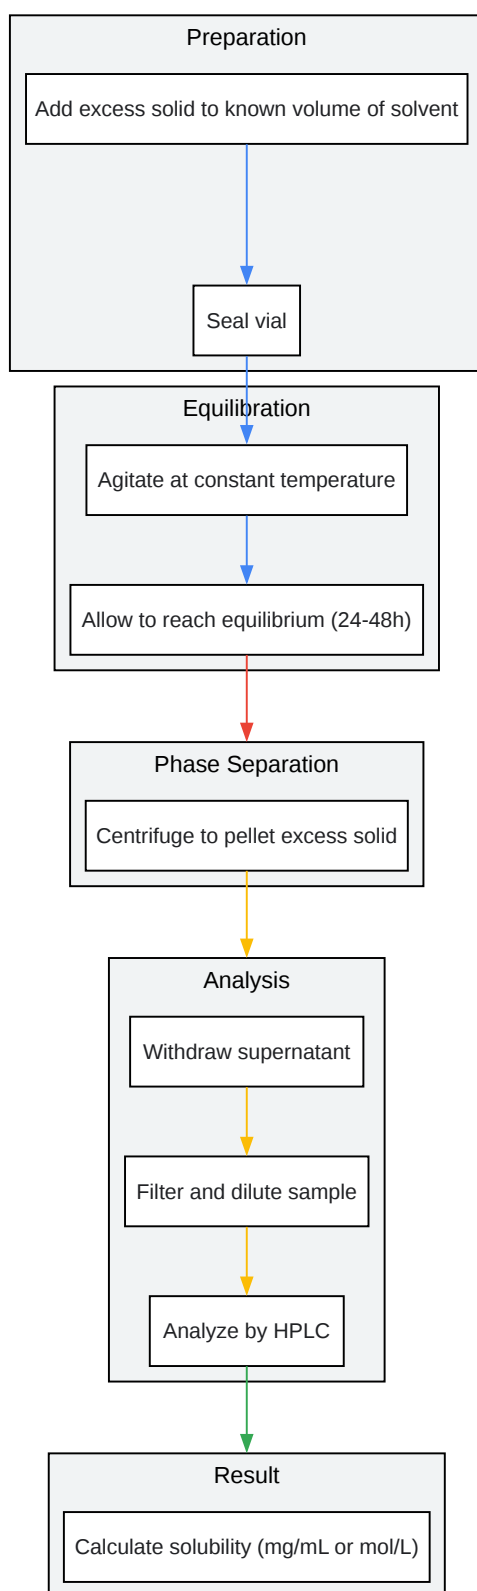 Preparation
Add excess solid to known volume of solvent
Seal vial
Equilibration
Agitate at constant temperature
Allow to reach equilibrium (24-48h)
Phase Separation
Centrifuge to pellet excess solid
Analysis
Withdraw supernatant
Filter and dilute sample
Analyze by HPLC
Result
Calculate solubility (mg/mL or mol/L)